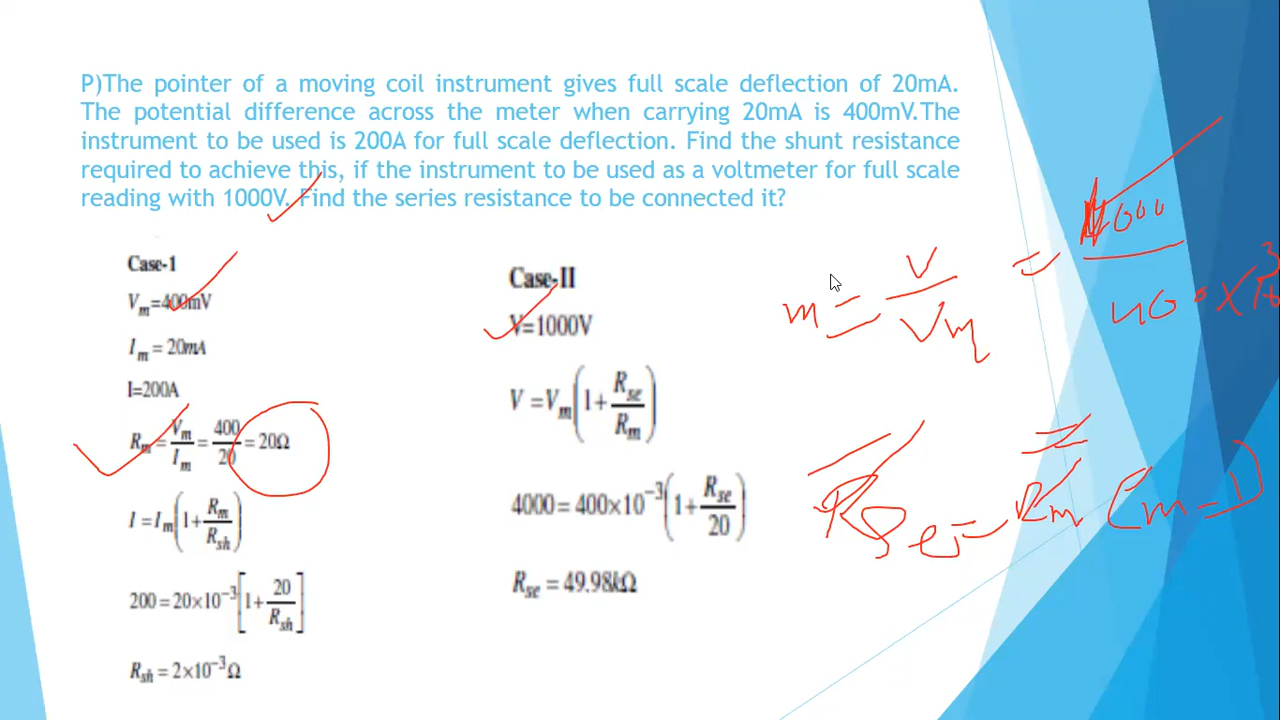 P)The pointer of a moving coil instrument gives full scale deflection of 20mA.
The potential difference across the meter when carrying 20mA is 400mV.The
instrument to be used is 200A for full scale deflection. Find the shunt resistance
required to achieve this, if the instrument to be used as a voltmeter for full scale
reading with 1000V. Find the series resistance to be connected it?
Case-1
Vm=400mV
Im = 20mA
I=200A
Rm = Vm/Im = 400/20 = 20Ω
I = Im(1+Rm/Rsh)
200 = 20×10⁻³[1+20/Rsh]
Rsh = 2×10⁻³Ω
Case-II
V=1000V
V = Vm(1+Rse/Rm)
4000 = 400×10⁻³(1+Rse/20)
Rse = 49.98kΩ
m = V/Vm = 1000/400×10³
Rse = Rm (m-1)